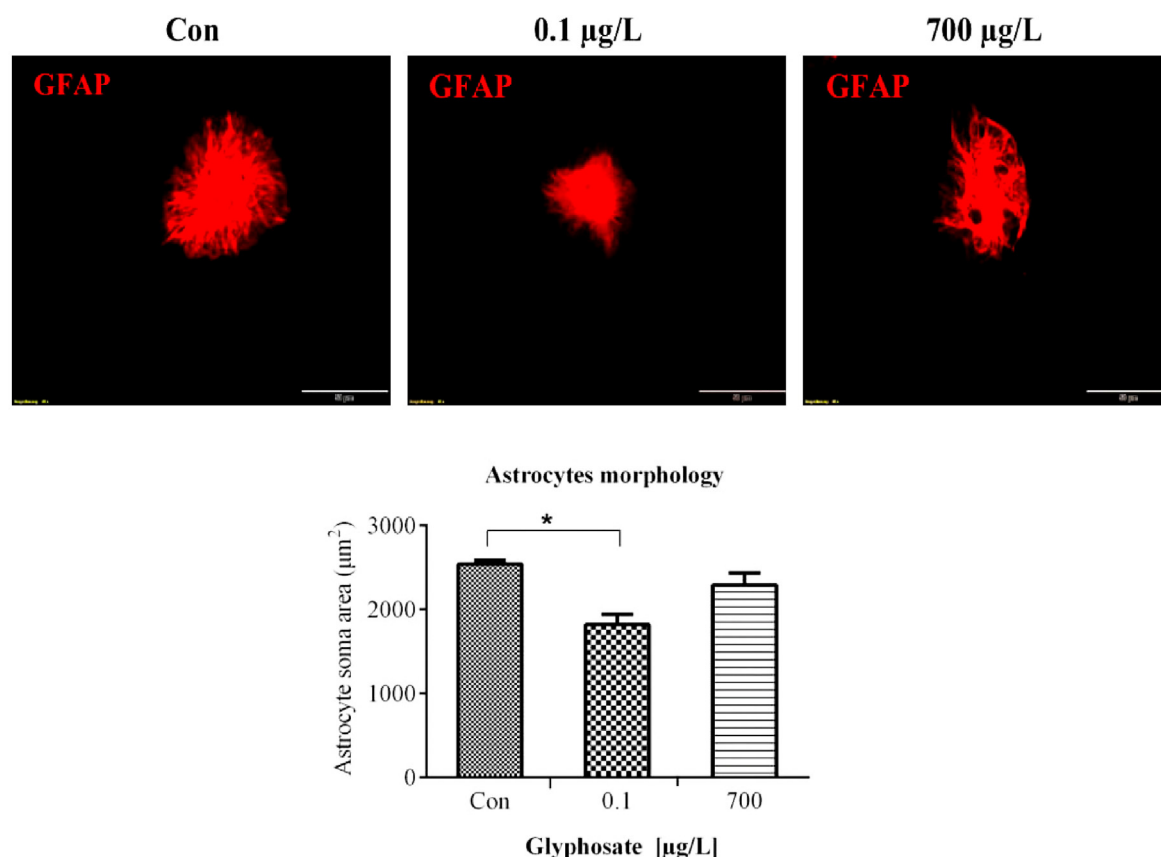 Con 0.1 µg/L 700 µg/L
GFAP GFAP GFAP
Astrocytes morphology
*
Astrocyte soma area (µm²)
3000
2000
1000
0
Con 0.1 700
Glyphosate [µg/L]